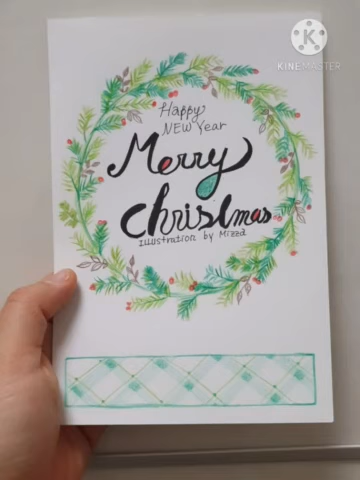 KINEMASTER
Happy
NEW Year
Merry
christmas
Illustration by Mizzd